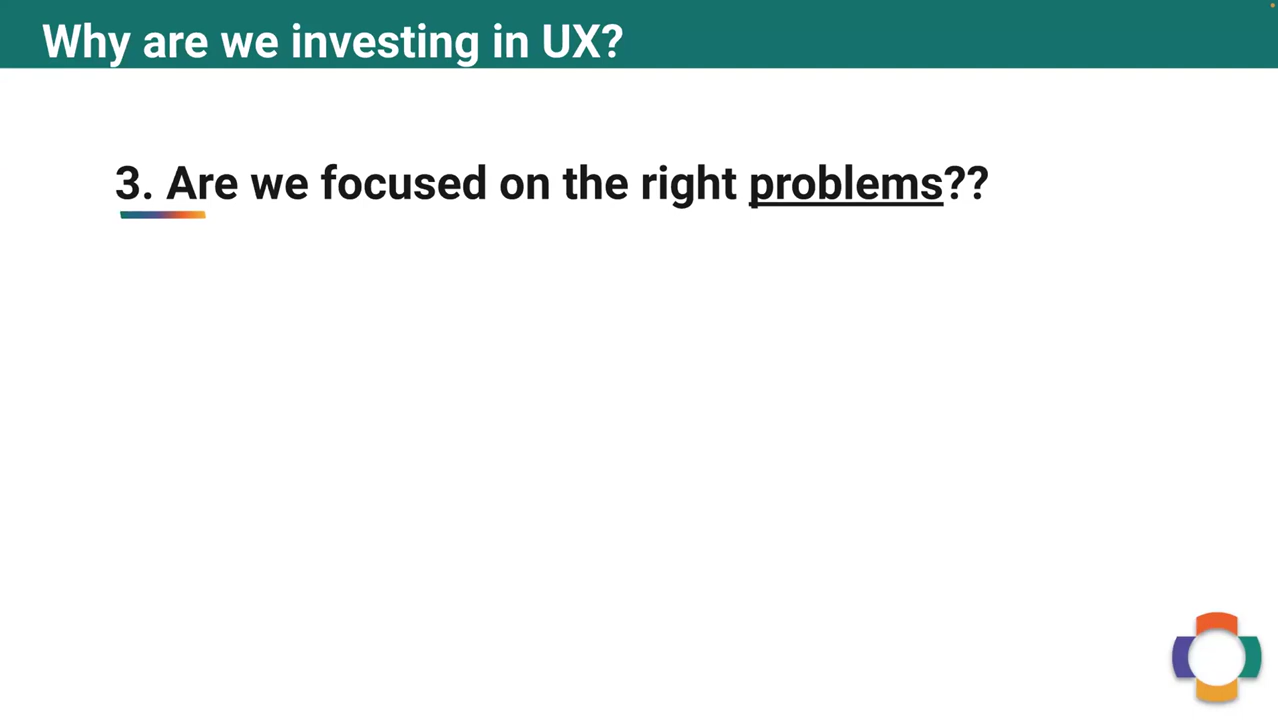 Why are we investing in UX?
3. Are we focused on the right problems??